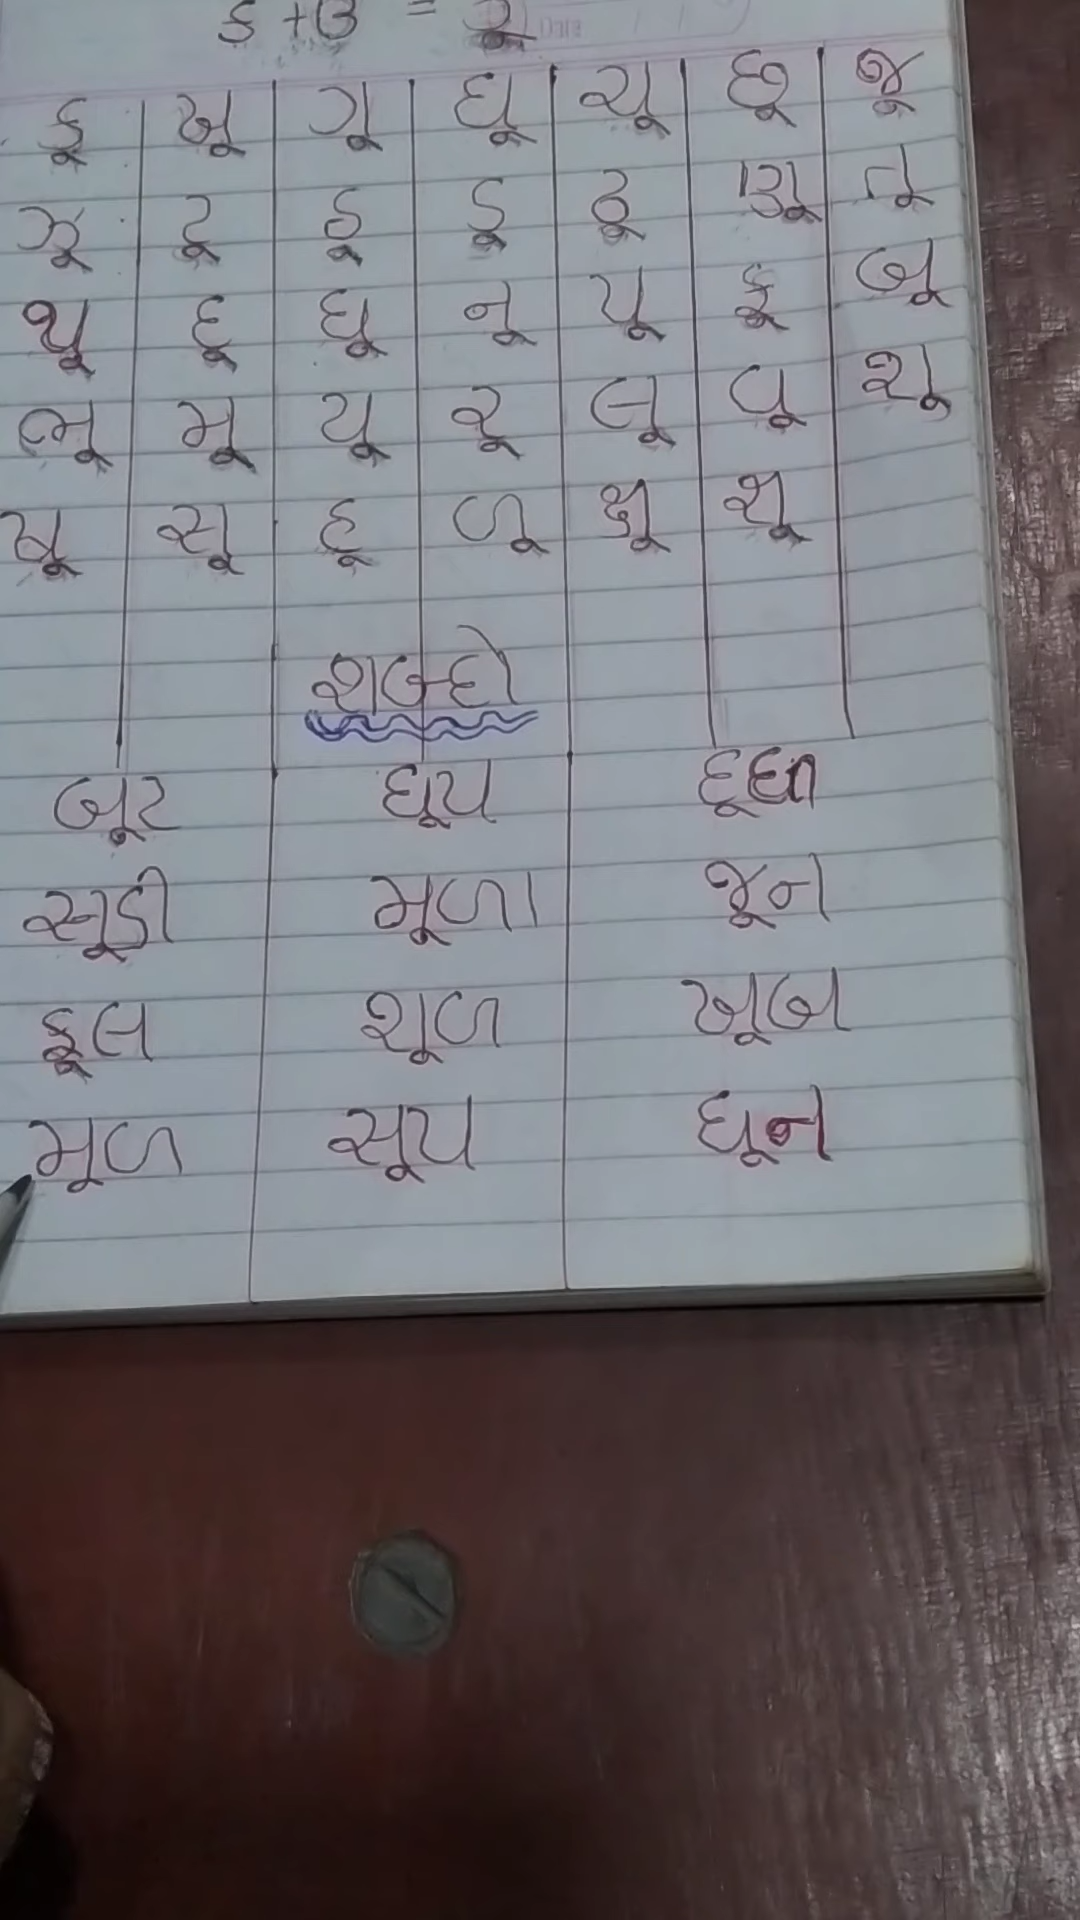 ક + ઉ = ૂ
કૂ ખૂ ગૂ ઘૂ ચૂ છૂ જૂ
ઝૂ ટૂ ઠૂ ડૂ ઢૂ ણૂ તૂ
થૂ દૂ ધૂ નૂ પૂ ફૂ બૂ
ભૂ મૂ યૂ રૂ લૂ વૂ શૂ
ષૂ સૂ હૂ ળૂ ક્ષૂ જ્ઞૂ
શબ્દો
બૂટ ધૂપ દૂધ
સૂડી મૂળા જૂન
ફૂલ શૂળ ખૂબ
મૂળ સૂપ ધૂન